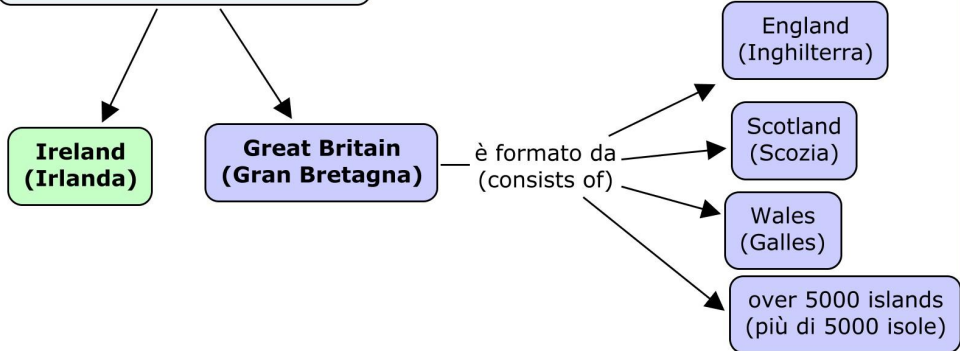 Ireland
(Irlanda)
Great Britain
(Gran Bretagna)
è formato da
(consists of)
England
(Inghilterra)
Scotland
(Scozia)
Wales
(Galles)
over 5000 islands
(più di 5000 isole)